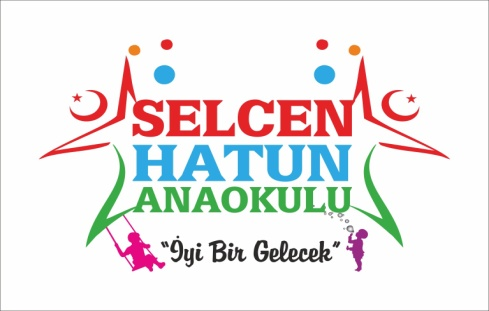 SELCEN
HATUN
ANAOKULU
"İyi Bir Gelecek"